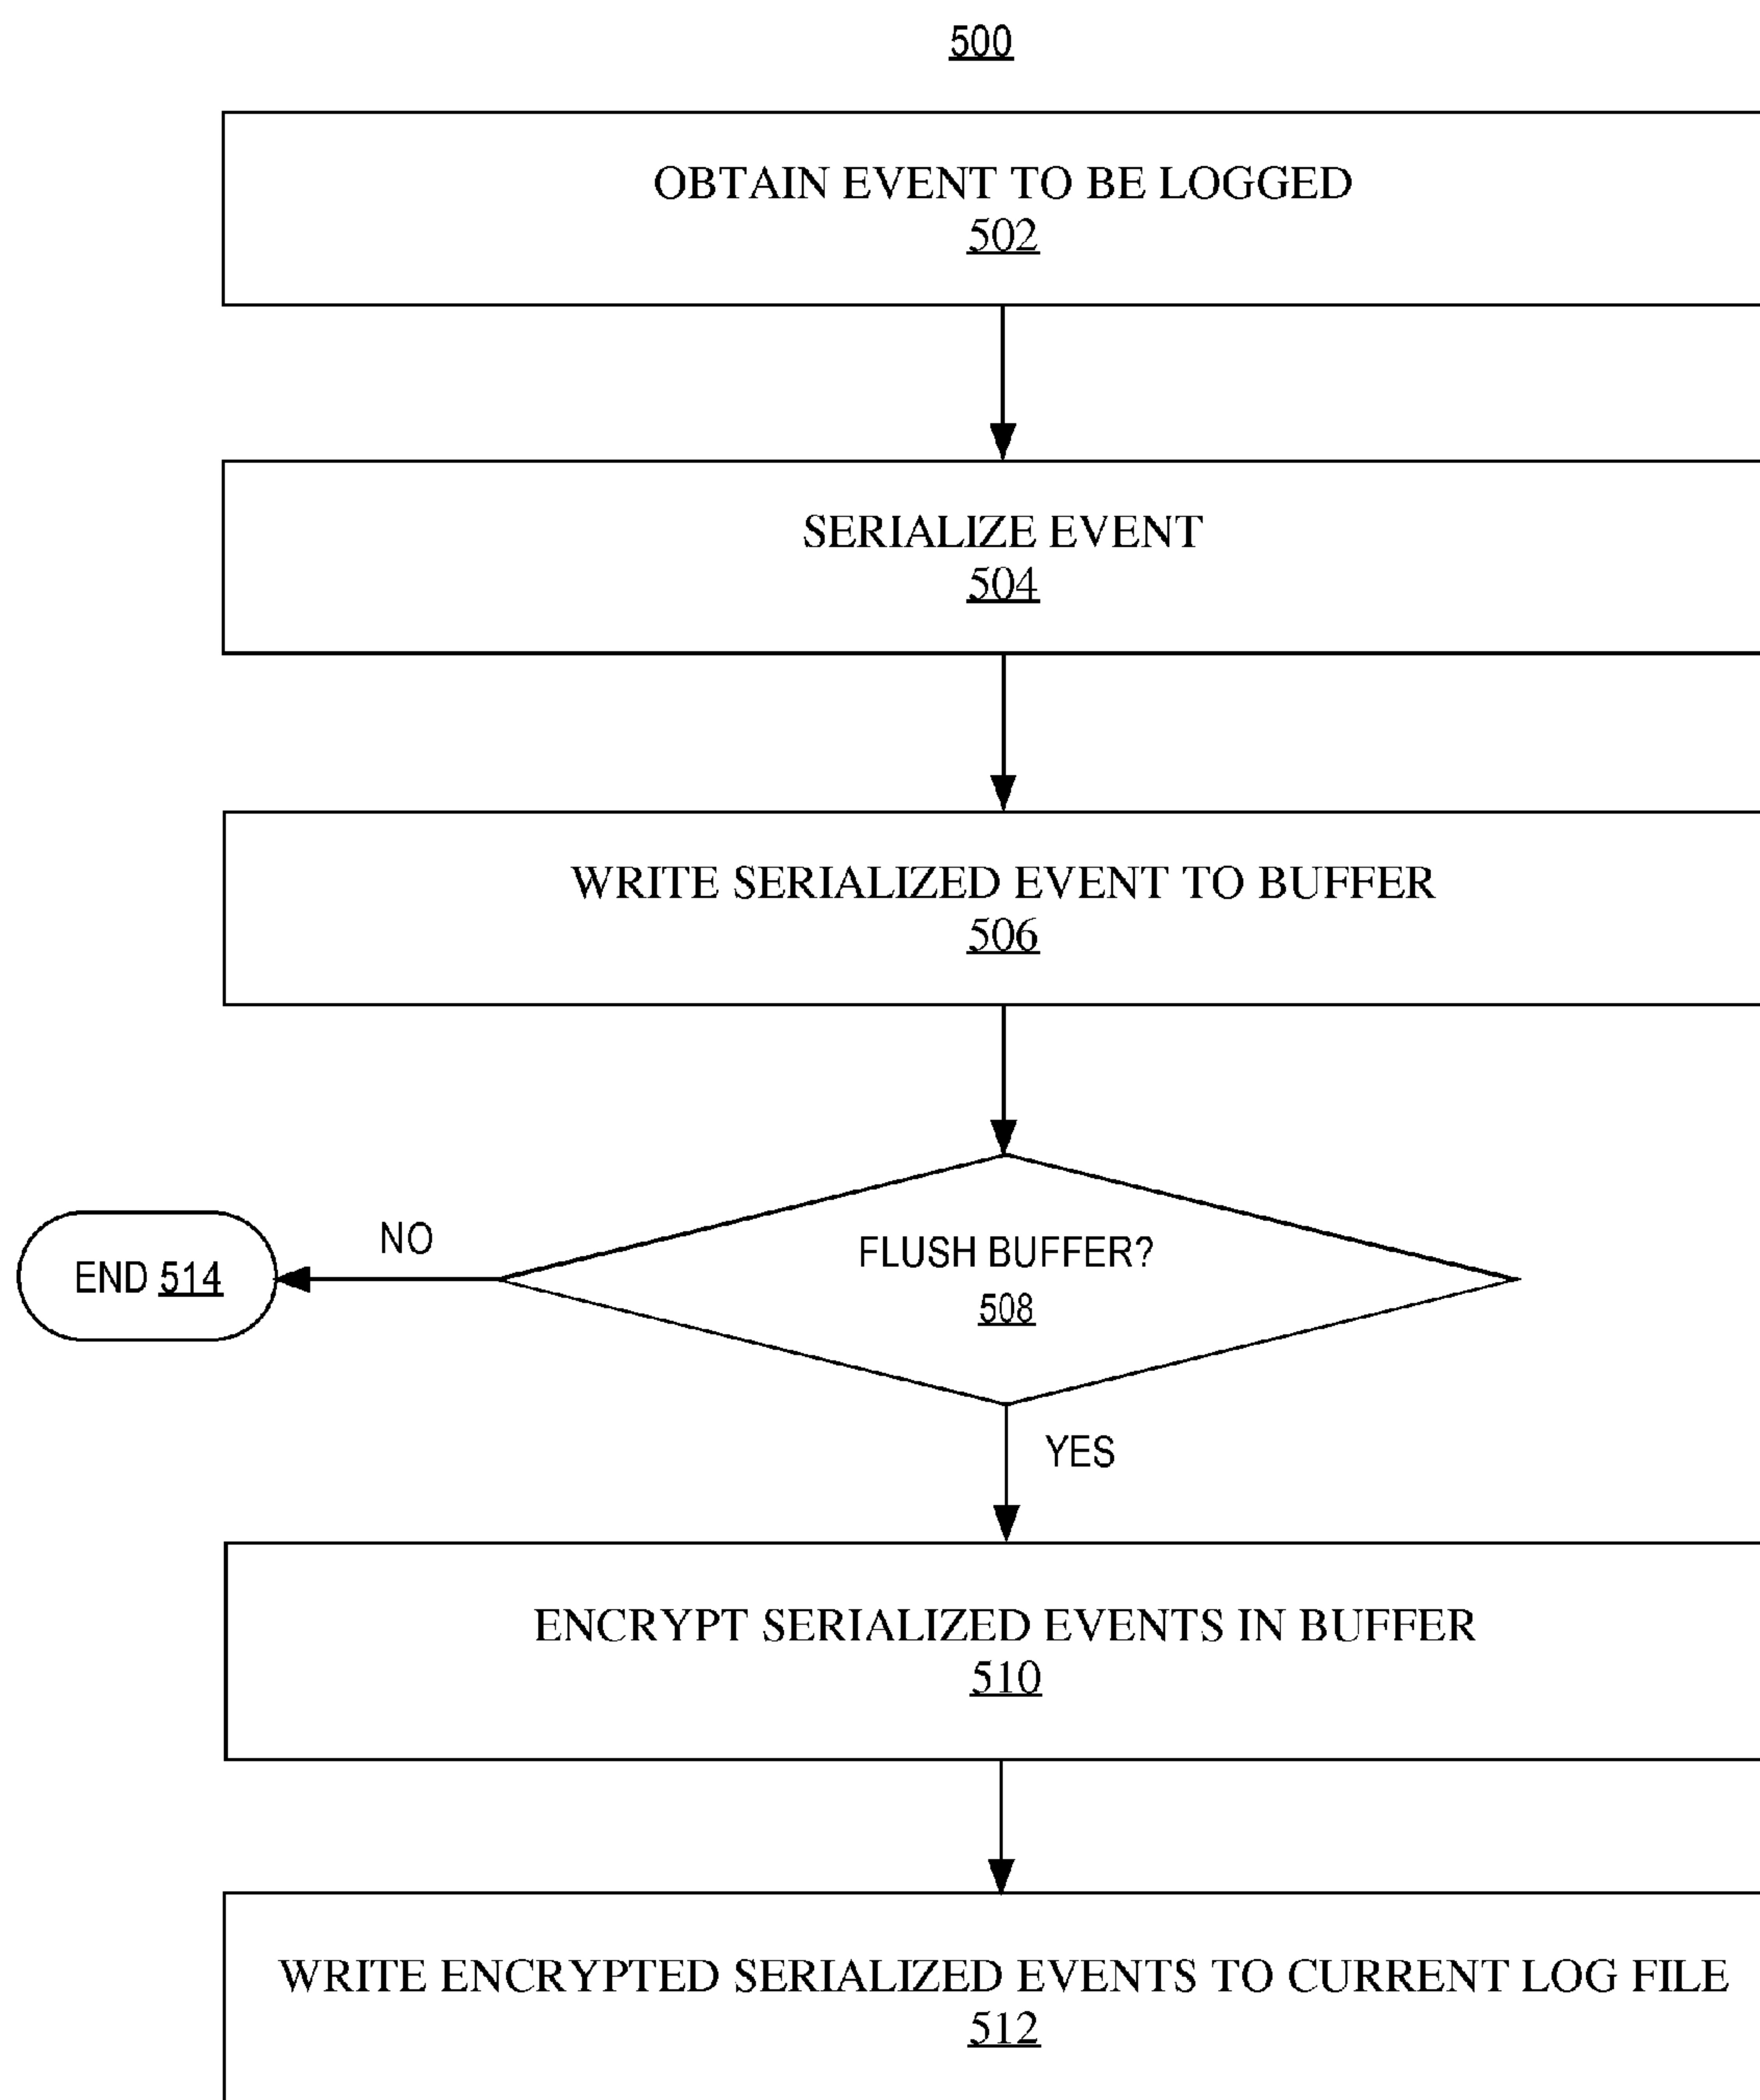 500
OBTAIN EVENT TO BE LOGGED
502
SERIALIZE EVENT
504
WRITE SERIALIZED EVENT TO BUFFER
506
FLUSH BUFFER?
508
NO
END 514
YES
ENCRYPT SERIALIZED EVENTS IN BUFFER
510
WRITE ENCRYPTED SERIALIZED EVENTS TO CURRENT LOG FILE
512